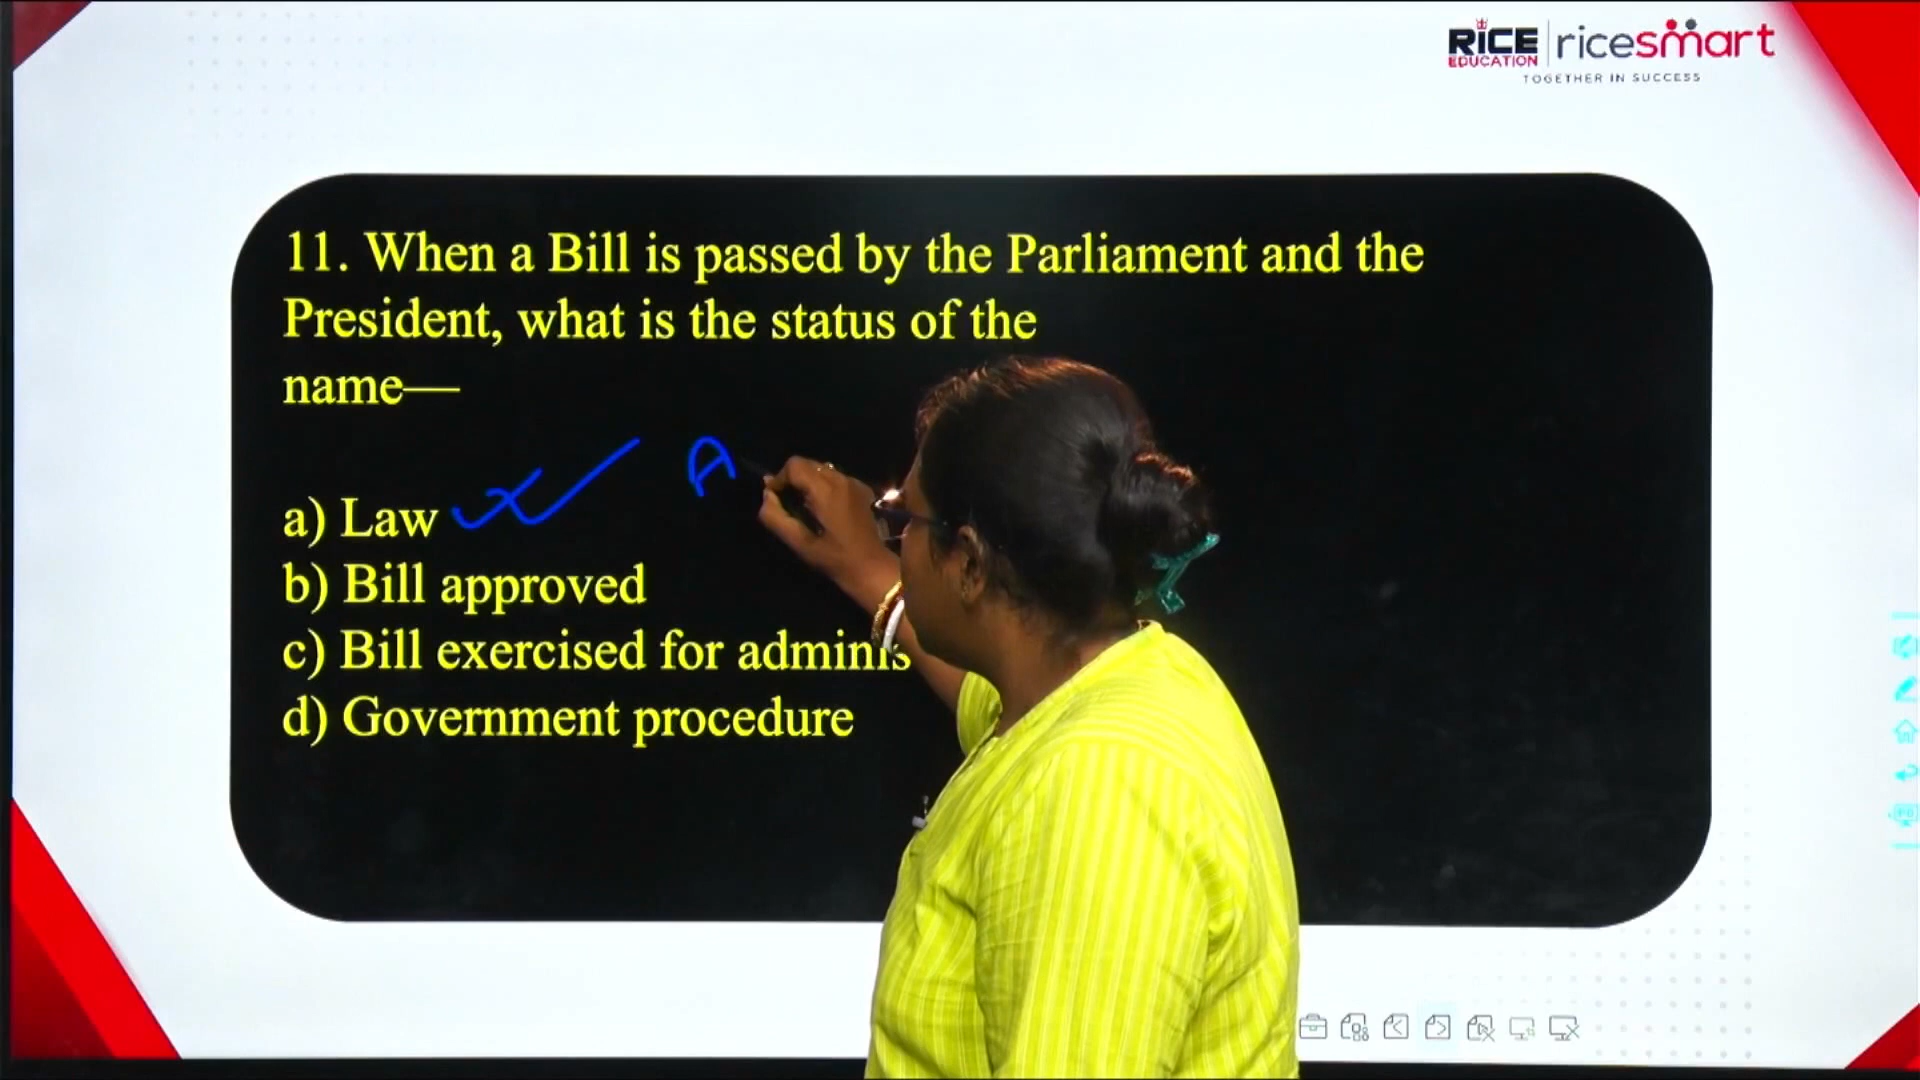 RICE
EDUCATION
ricesmart
TOGETHER IN SUCCESS
11. When a Bill is passed by the Parliament and the
President, what is the status of the
name—
A
a) Law
b) Bill approved
c) Bill exercised for adminis
d) Government procedure